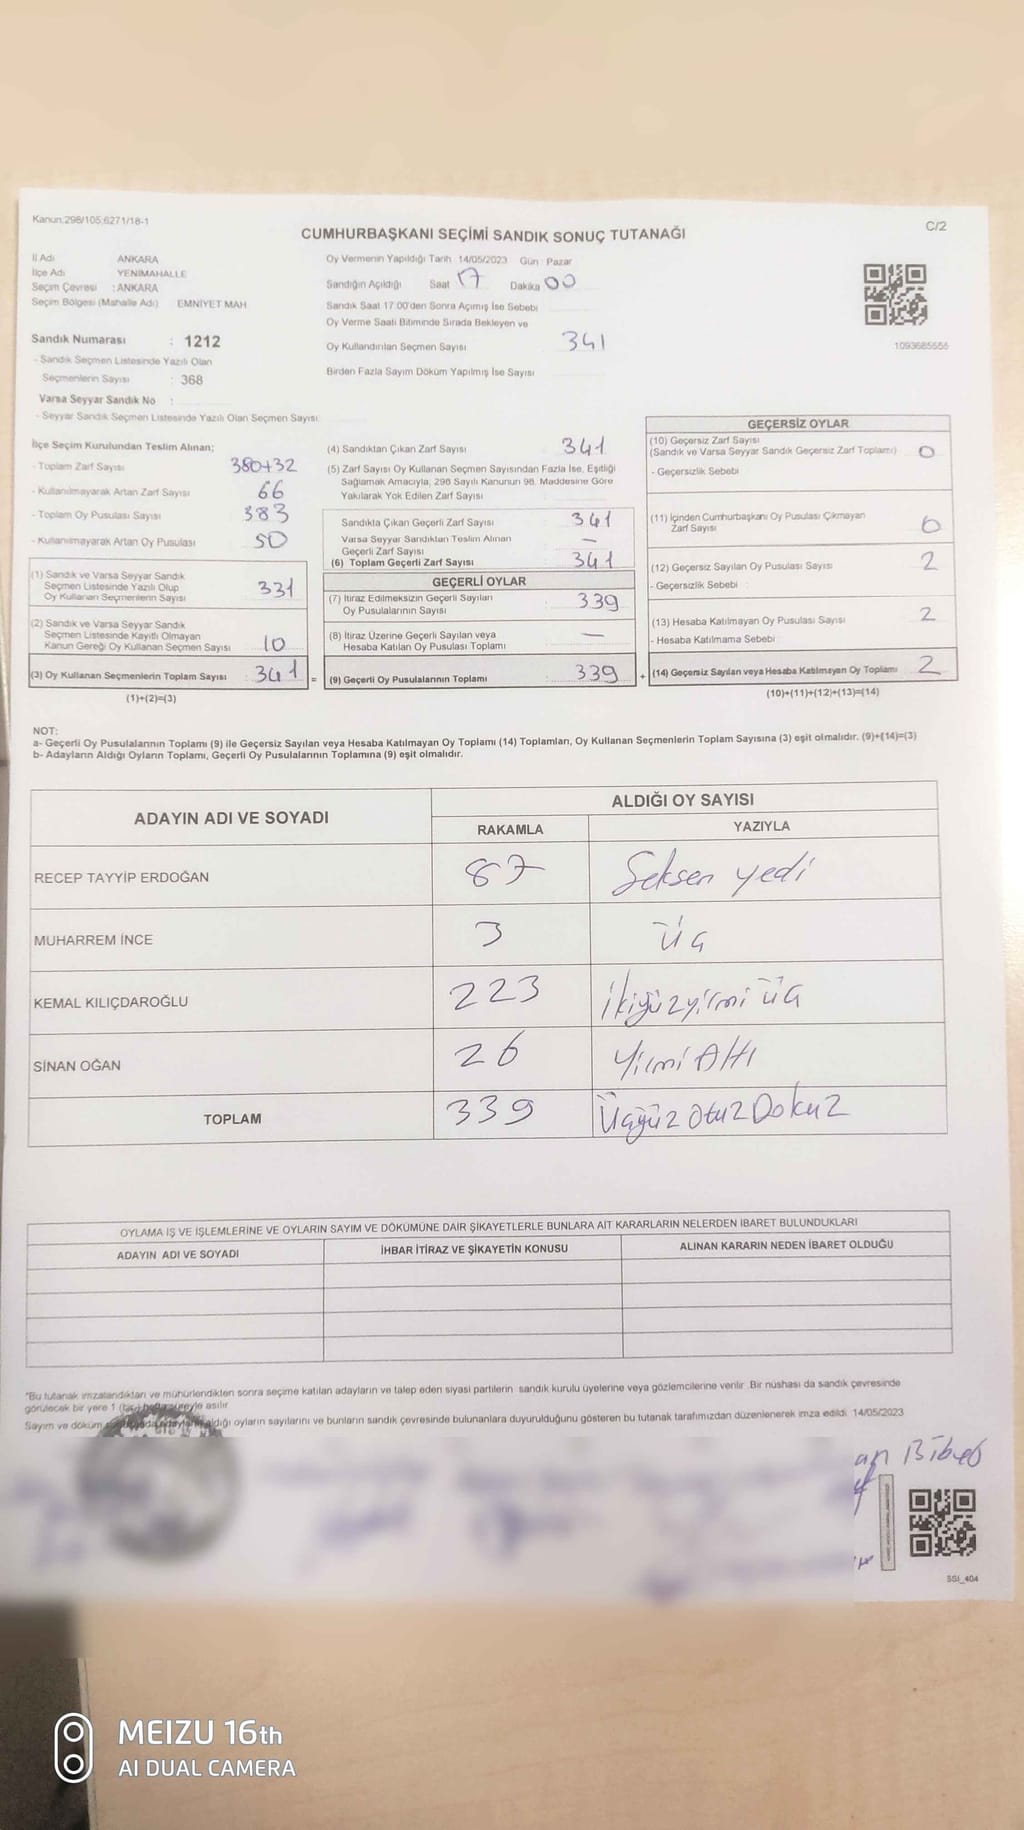 Kanun:298/105,6271/18-1
C/2
CUMHURBAŞKANI SEÇİMİ SANDIK SONUÇ TUTANAĞI
İl Adı ANKARA
İlçe Adı YENİMAHALLE
Seçim Çevresi : ANKARA
Seçim Bölgesi (Mahalle Adı) EMNİYET MAH
Sandık Numarası : 1212
- Sandık Seçmen Listesinde Yazılı Olan
Seçmenlerin Sayısı : 368
Varsa Seyyar Sandık No :
- Seyyar Sandık Seçmen Listesinde Yazılı Olan Seçmen Sayısı
Oy Vermenin Yapıldığı Tarih 14/05/2023 Gün : Pazar
Sandığın Açıldığı Saat 17 Dakika 00
Sandık Saat 17:00'den Sonra Açımış İse Sebebi
Oy Verme Saati Bitiminde Sırada Bekleyen ve
Oy Kullandırılan Seçmen Sayısı 341
Birden Fazla Sayım Döküm Yapılmış İse Sayısı
1093685555
İlçe Seçim Kurulundan Teslim Alınan;
- Toplam Zarf Sayısı 380+32
- Kullanılmayarak Artan Zarf Sayısı 66
- Toplam Oy Pusulası Sayısı 383
- Kullanılmayarak Artan Oy Pusulası 50
(1) Sandık ve Varsa Seyyar Sandık
Seçmen Listesinde Yazılı Olup
Oy Kullanan Seçmenlerin Sayısı 331
(2) Sandık ve Varsa Seyyar Sandık
Seçmen Listesinde Kayıtlı Olmayan
Kanun Gereği Oy Kullanan Seçmen Sayısı 10
(3) Oy Kullanan Seçmenlerin Toplam Sayısı 341 =
(1)+(2)=(3)
(4) Sandıktan Çıkan Zarf Sayısı 341
(5) Zarf Sayısı Oy Kullanan Seçmen Sayısından Fazla İse, Eşitliği
Sağlamak Amacıyla, 298 Sayılı Kanunun 98. Maddesine Göre
Yakılarak Yok Edilen Zarf Sayısı
Sandıkta Çıkan Geçerli Zarf Sayısı 341
Varsa Seyyar Sandıktan Teslim Alınan
Geçerli Zarf Sayısı —
(6) Toplam Geçerli Zarf Sayısı 341
GEÇERLİ OYLAR
(7) İtiraz Edilmeksizin Geçerli Sayılan
Oy Pusulalarının Sayısı 339
(8) İtiraz Üzerine Geçerli Sayılan veya
Hesaba Katılan Oy Pusulası Toplamı —
(9) Geçerli Oy Pusulalarının Toplamı 339 +
GEÇERSİZ OYLAR
(10) Geçersiz Zarf Sayısı
(Sandık ve Varsa Seyyar Sandık Geçersiz Zarf Toplamı) 0
- Geçersizlik Sebebi
(11) İçinden Cumhurbaşkanı Oy Pusulası Çıkmayan
Zarf Sayısı 0
(12) Geçersiz Sayılan Oy Pusulası Sayısı 2
- Geçersizlik Sebebi :
(13) Hesaba Katılmayan Oy Pusulası Sayısı 2
- Hesaba Katılmama Sebebi :
(14) Geçersiz Sayılan veya Hesaba Katılmayan Oy Toplamı 2
(10)+(11)+(12)+(13)=(14)
NOT:
a- Geçerli Oy Pusulalarının Toplamı (9) ile Geçersiz Sayılan veya Hesaba Katılmayan Oy Toplamı (14) Toplamları, Oy Kullanan Seçmenlerin Toplam Sayısına (3) eşit olmalıdır. (9)+(14)=(3)
b- Adayların Aldığı Oyların Toplamı, Geçerli Oy Pusulalarının Toplamına (9) eşit olmalıdır.
ADAYIN ADI VE SOYADI ALDIĞI OY SAYISI
RAKAMLA YAZIYLA
RECEP TAYYİP ERDOĞAN 87 Seksen yedi
MUHARREM İNCE 3 üç
KEMAL KILIÇDAROĞLU 223 ikiyüzyirmi üç
SİNAN OĞAN 26 Yirmi Altı
TOPLAM 339 ÜçyüzOtuzDokuz
OYLAMA İŞ VE İŞLEMLERİNE VE OYLARIN SAYIM VE DÖKÜMÜNE DAİR ŞİKAYETLERLE BUNLARA AİT KARARLARIN NELERDEN İBARET BULUNDUKLARI
ADAYIN ADI VE SOYADI İHBAR İTİRAZ VE ŞİKAYETİN KONUSU ALINAN KARARIN NEDEN İBARET OLDUĞU
"Bu tutanak imzalandıktan ve mühürlendikten sonra seçime katılan adayların ve talep eden siyasi partilerin sandık kurulu üyelerine veya gözlemcilerine verilir. Bir nüshası da sandık çevresinde
görülecek bir yere 1 (bir) hafta süreyle asılır.
Sayım ve döküm aldığı oyların sayılarını ve bunların sandık çevresinde bulunanlara duyurulduğunu gösteren bu tutanak tarafımızdan düzenlenerek imza edildi. 14/05/2023
SSI_404
MEIZU 16th
AI DUAL CAMERA